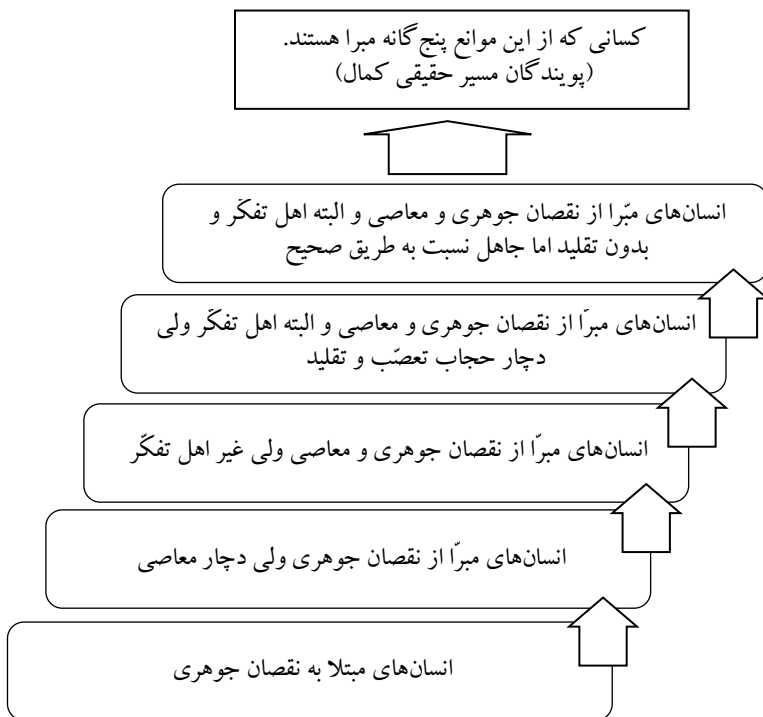 کسانی که از این موانع پنج‌گانه مبرا هستند.
(پویندگان مسیر حقیقی کمال)
انسان‌های مبّرا از نقصان جوهری و معاصی و البته اهل تفکّر و
بدون تقلید اما جاهل نسبت به طریق صحیح
انسان‌های مبرّا از نقصان جوهری و معاصی و البته اهل تفکّر ولی
دچار حجاب تعصّب و تقلید
انسان‌های مبرّا از نقصان جوهری و معاصی ولی غیر اهل تفکّر
انسان‌های مبرّا از نقصان جوهری ولی دچار معاصی
انسان‌های مبتلا به نقصان جوهری